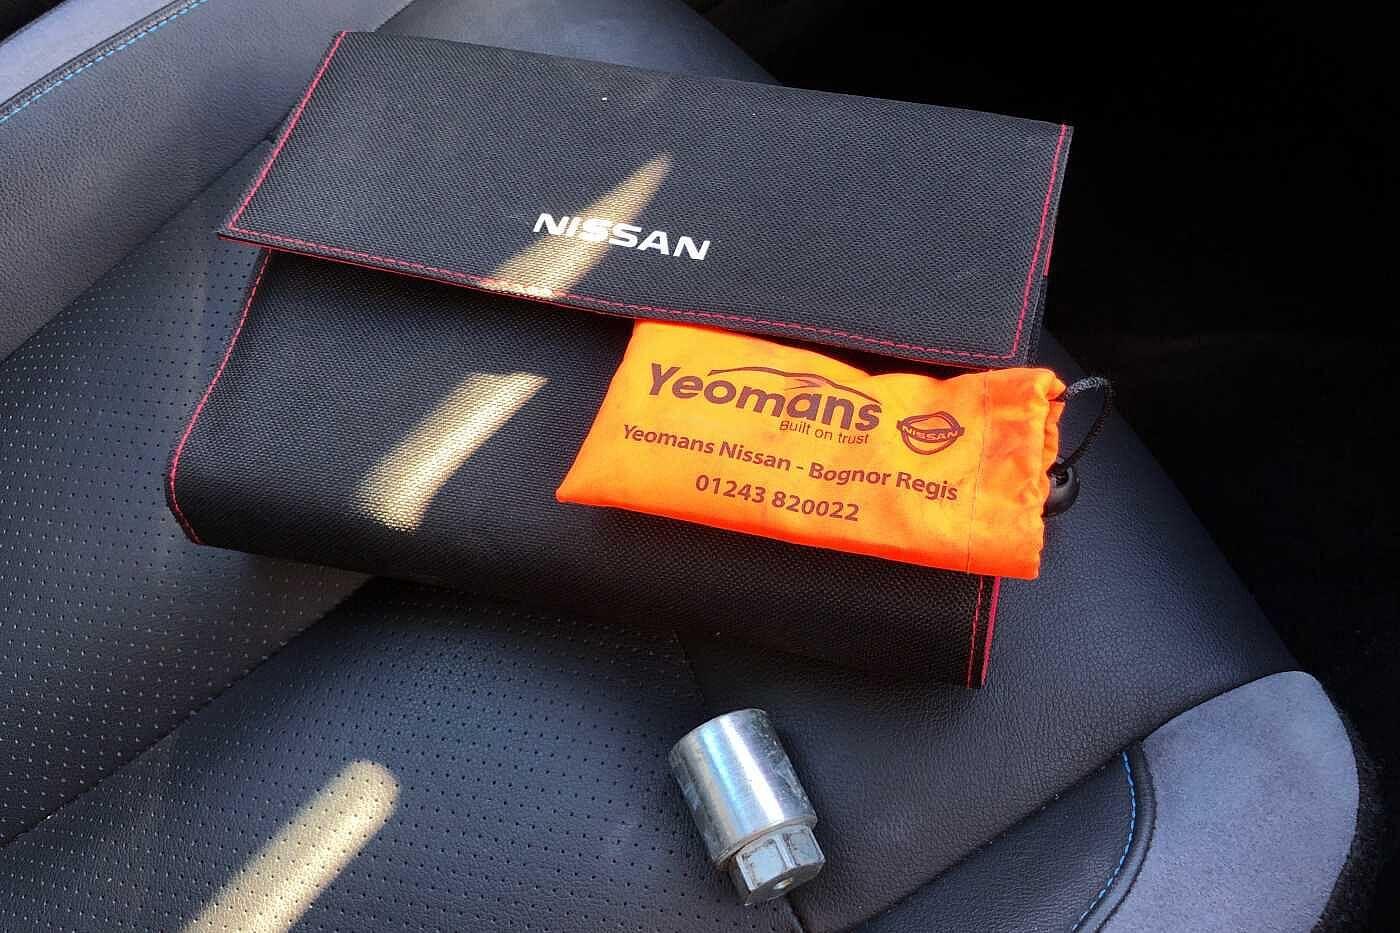 NISSAN
Yeomans
Built on trust
NISSAN
Yeomans Nissan - Bognor Regis
01243 820022